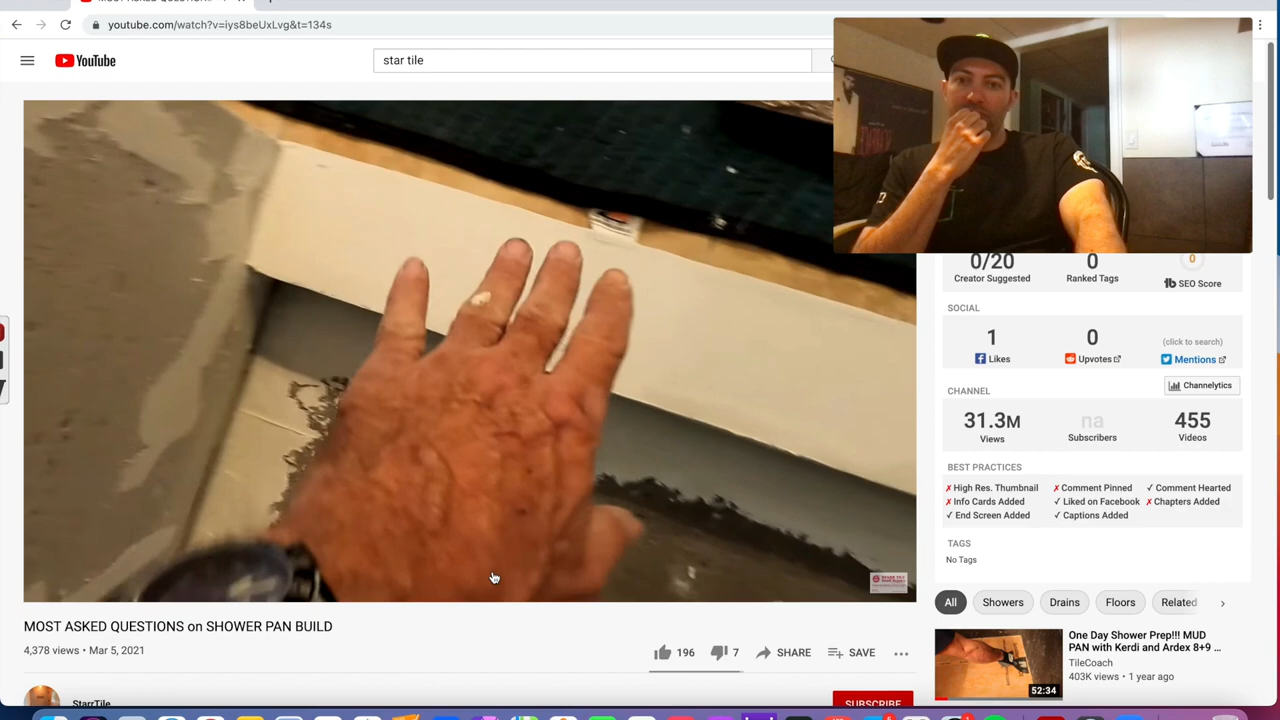 MOST ASKED QUESTIONS
youtube.com/watch?v=iys8beUxLvg&t=134s
YouTube
star tile
0/20
Creator Suggested
0
Ranked Tags
0
SEO Score
SOCIAL
1
Likes
0
Upvotes
(click to search)
Mentions
CHANNEL
Channelytics
31.3M
Views
na
Subscribers
455
Videos
BEST PRACTICES
✗ High Res. Thumbnail
✗ Comment Pinned
✓ Comment Hearted
✗ Info Cards Added
✓ Liked on Facebook
✗ Chapters Added
✓ End Screen Added
✓ Captions Added
TAGS
No Tags
All
Showers
Drains
Floors
Related
MOST ASKED QUESTIONS on SHOWER PAN BUILD
4,378 views • Mar 5, 2021
196
7
SHARE
SAVE
StarrTile
SUBSCRIBE
One Day Shower Prep!!! MUD
PAN with Kerdi and Ardex 8+9 ...
TileCoach
403K views • 1 year ago
52:34